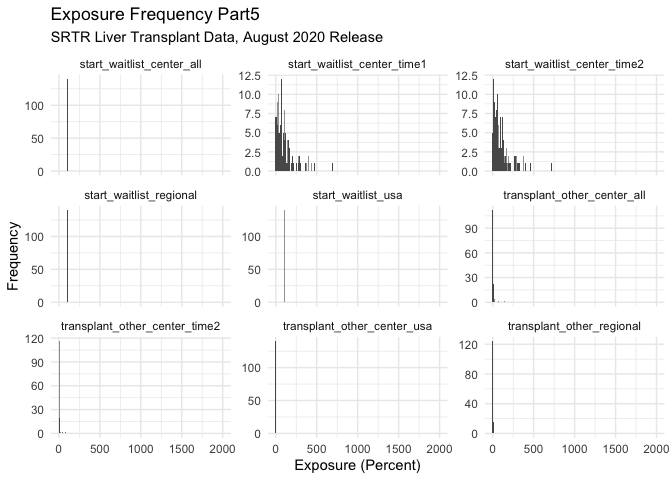 Exposure Frequency Part5
SRTR Liver Transplant Data, August 2020 Release
start_waitlist_center_all
start_waitlist_center_time1
start_waitlist_center_time2
100
50
0
12.5
10.0
7.5
5.0
2.5
0.0
12.5
10.0
7.5
5.0
2.5
0.0
start_waitlist_regional
start_waitlist_usa
transplant_other_center_all
100
50
0
100
50
0
90
60
30
0
transplant_other_center_time2
transplant_other_center_usa
transplant_other_regional
120
90
60
30
0
100
50
0
120
80
40
0
0 500 1000 1500 2000
0 500 1000 1500 2000
0 500 1000 1500 2000
Frequency
Exposure (Percent)